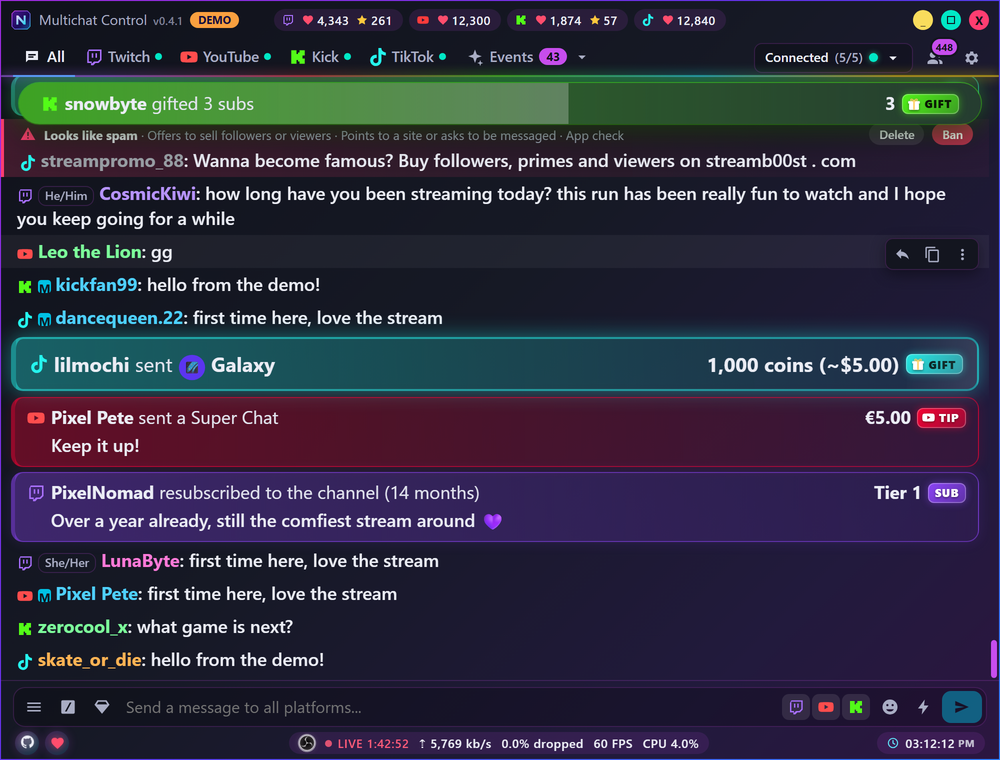 N Multichat Control v0.4.1 DEMO 4,343 261 12,300 1,874 57 12,840
All Twitch YouTube Kick TikTok Events 43 Connected (5/5) 448
snowbyte gifted 3 subs 3 GIFT
Looks like spam · Offers to sell followers or viewers · Points to a site or asks to be messaged · App check Delete Ban
streampromo_88: Wanna become famous? Buy followers, primes and viewers on streamb00st . com
He/Him CosmicKiwi: how long have you been streaming today? this run has been really fun to watch and I hope
you keep going for a while
Leo the Lion: gg
M kickfan99: hello from the demo!
M dancequeen.22: first time here, love the stream
lilmochi sent Galaxy 1,000 coins (~$5.00) GIFT
Pixel Pete sent a Super Chat €5.00 TIP
Keep it up!
PixelNomad resubscribed to the channel (14 months) Tier 1 SUB
Over a year already, still the comfiest stream around 💜
She/Her LunaByte: first time here, love the stream
M Pixel Pete: first time here, love the stream
zerocool_x: what game is next?
skate_or_die: hello from the demo!
Send a message to all platforms...
LIVE 1:42:52 ↑ 5,769 kb/s 0.0% dropped 60 FPS CPU 4.0% 03:12:12 PM